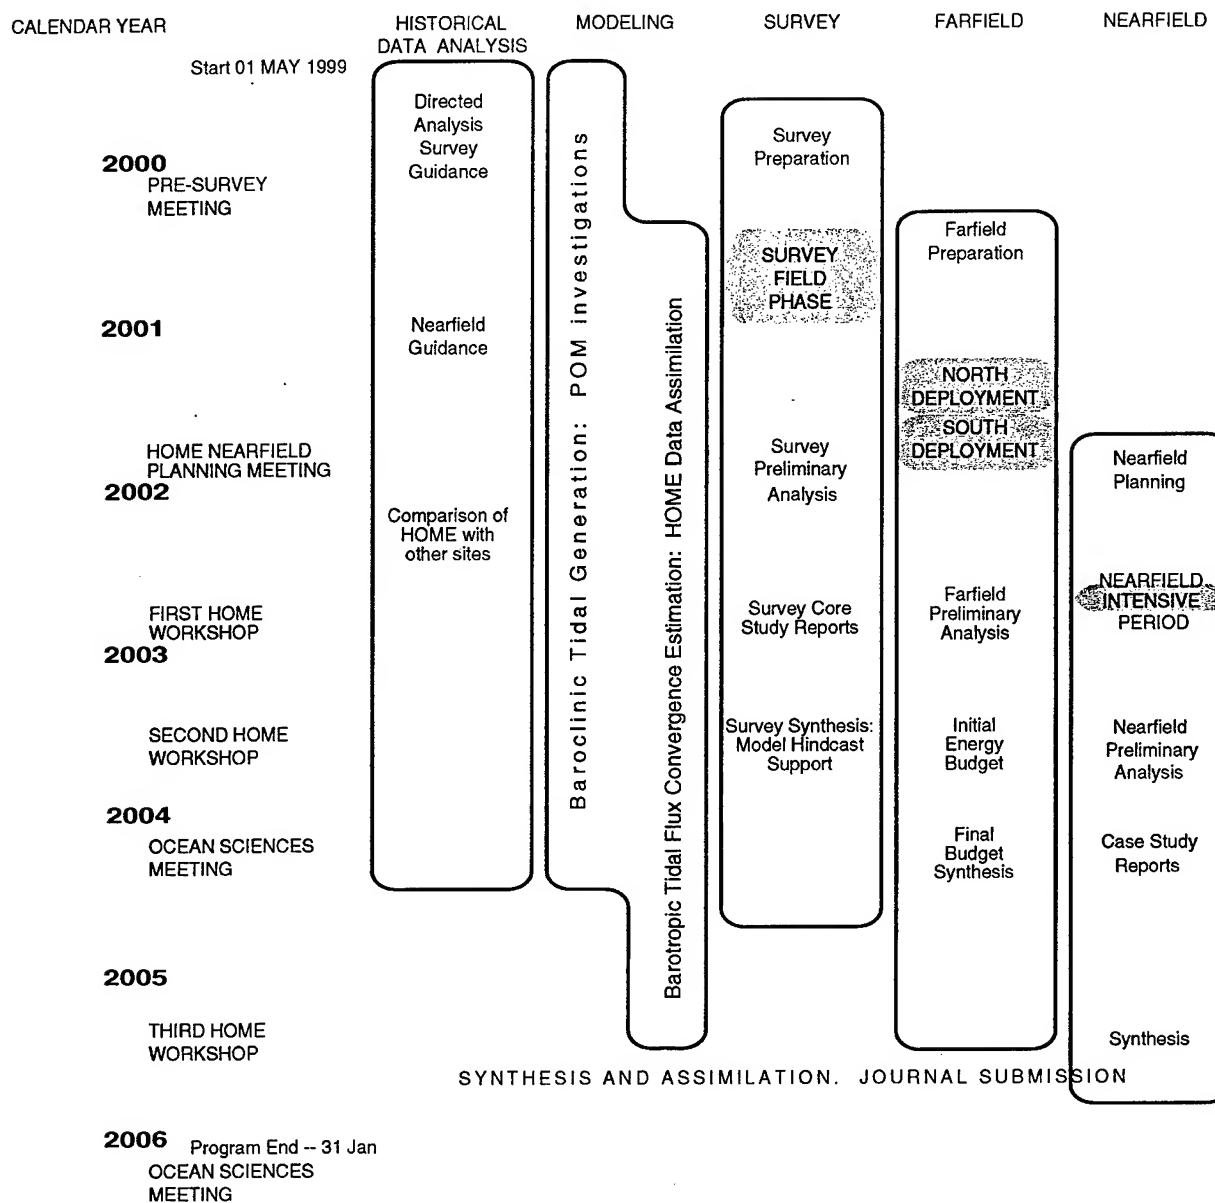 CALENDAR YEAR
HISTORICAL
DATA ANALYSIS
MODELING
SURVEY
FARFIELD
NEARFIELD
Start 01 MAY 1999
2000
PRE-SURVEY
MEETING
2001
HOME NEARFIELD
PLANNING MEETING
2002
FIRST HOME
WORKSHOP
2003
SECOND HOME
WORKSHOP
2004
OCEAN SCIENCES
MEETING
2005
THIRD HOME
WORKSHOP
2006 Program End -- 31 Jan
OCEAN SCIENCES
MEETING
Directed
Analysis
Survey
Guidance
Nearfield
Guidance
Comparison of
HOME with
other sites
Baroclinic Tidal Generation: POM investigations
Barotropic Tidal Flux Convergence Estimation: HOME Data Assimilation
Survey
Preparation
SURVEY
FIELD
PHASE
Survey
Preliminary
Analysis
Survey Core
Study Reports
Survey Synthesis:
Model Hindcast
Support
Farfield
Preparation
NORTH
DEPLOYMENT
SOUTH
DEPLOYMENT
Farfield
Preliminary
Analysis
Initial
Energy
Budget
Final
Budget
Synthesis
Nearfield
Planning
NEARFIELD
INTENSIVE
PERIOD
Nearfield
Preliminary
Analysis
Case Study
Reports
Synthesis
SYNTHESIS AND ASSIMILATION. JOURNAL SUBMISSION